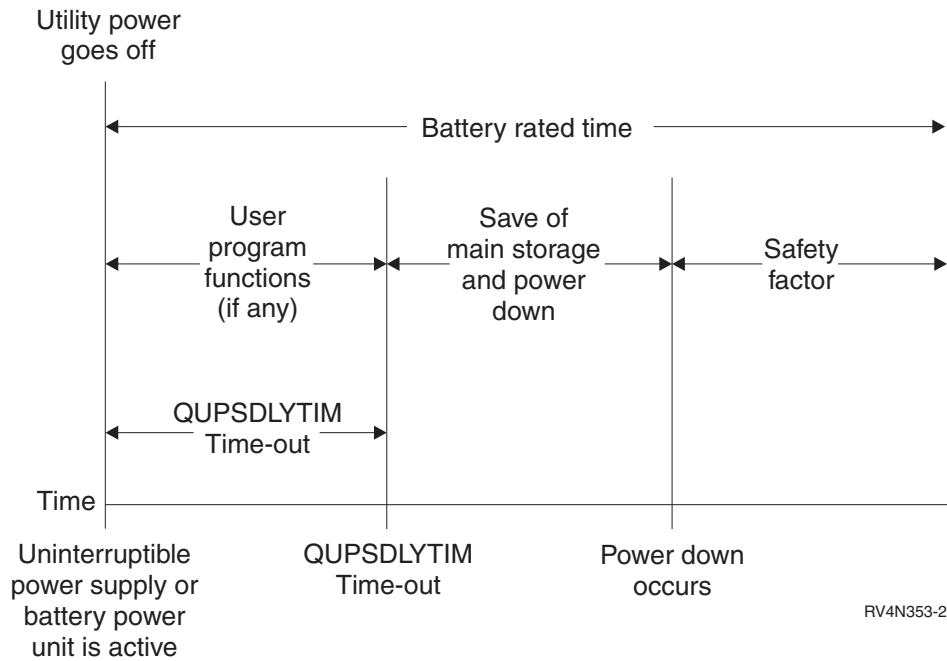 Utility power
goes off
Battery rated time
User
program
functions
(if any)
Save of
main storage
and power
down
Safety
factor
QUPSDLYTIM
Time-out
Time
Uninterruptible
power supply or
battery power
unit is active
QUPSDLYTIM
Time-out
Power down
occurs
RV4N353-2